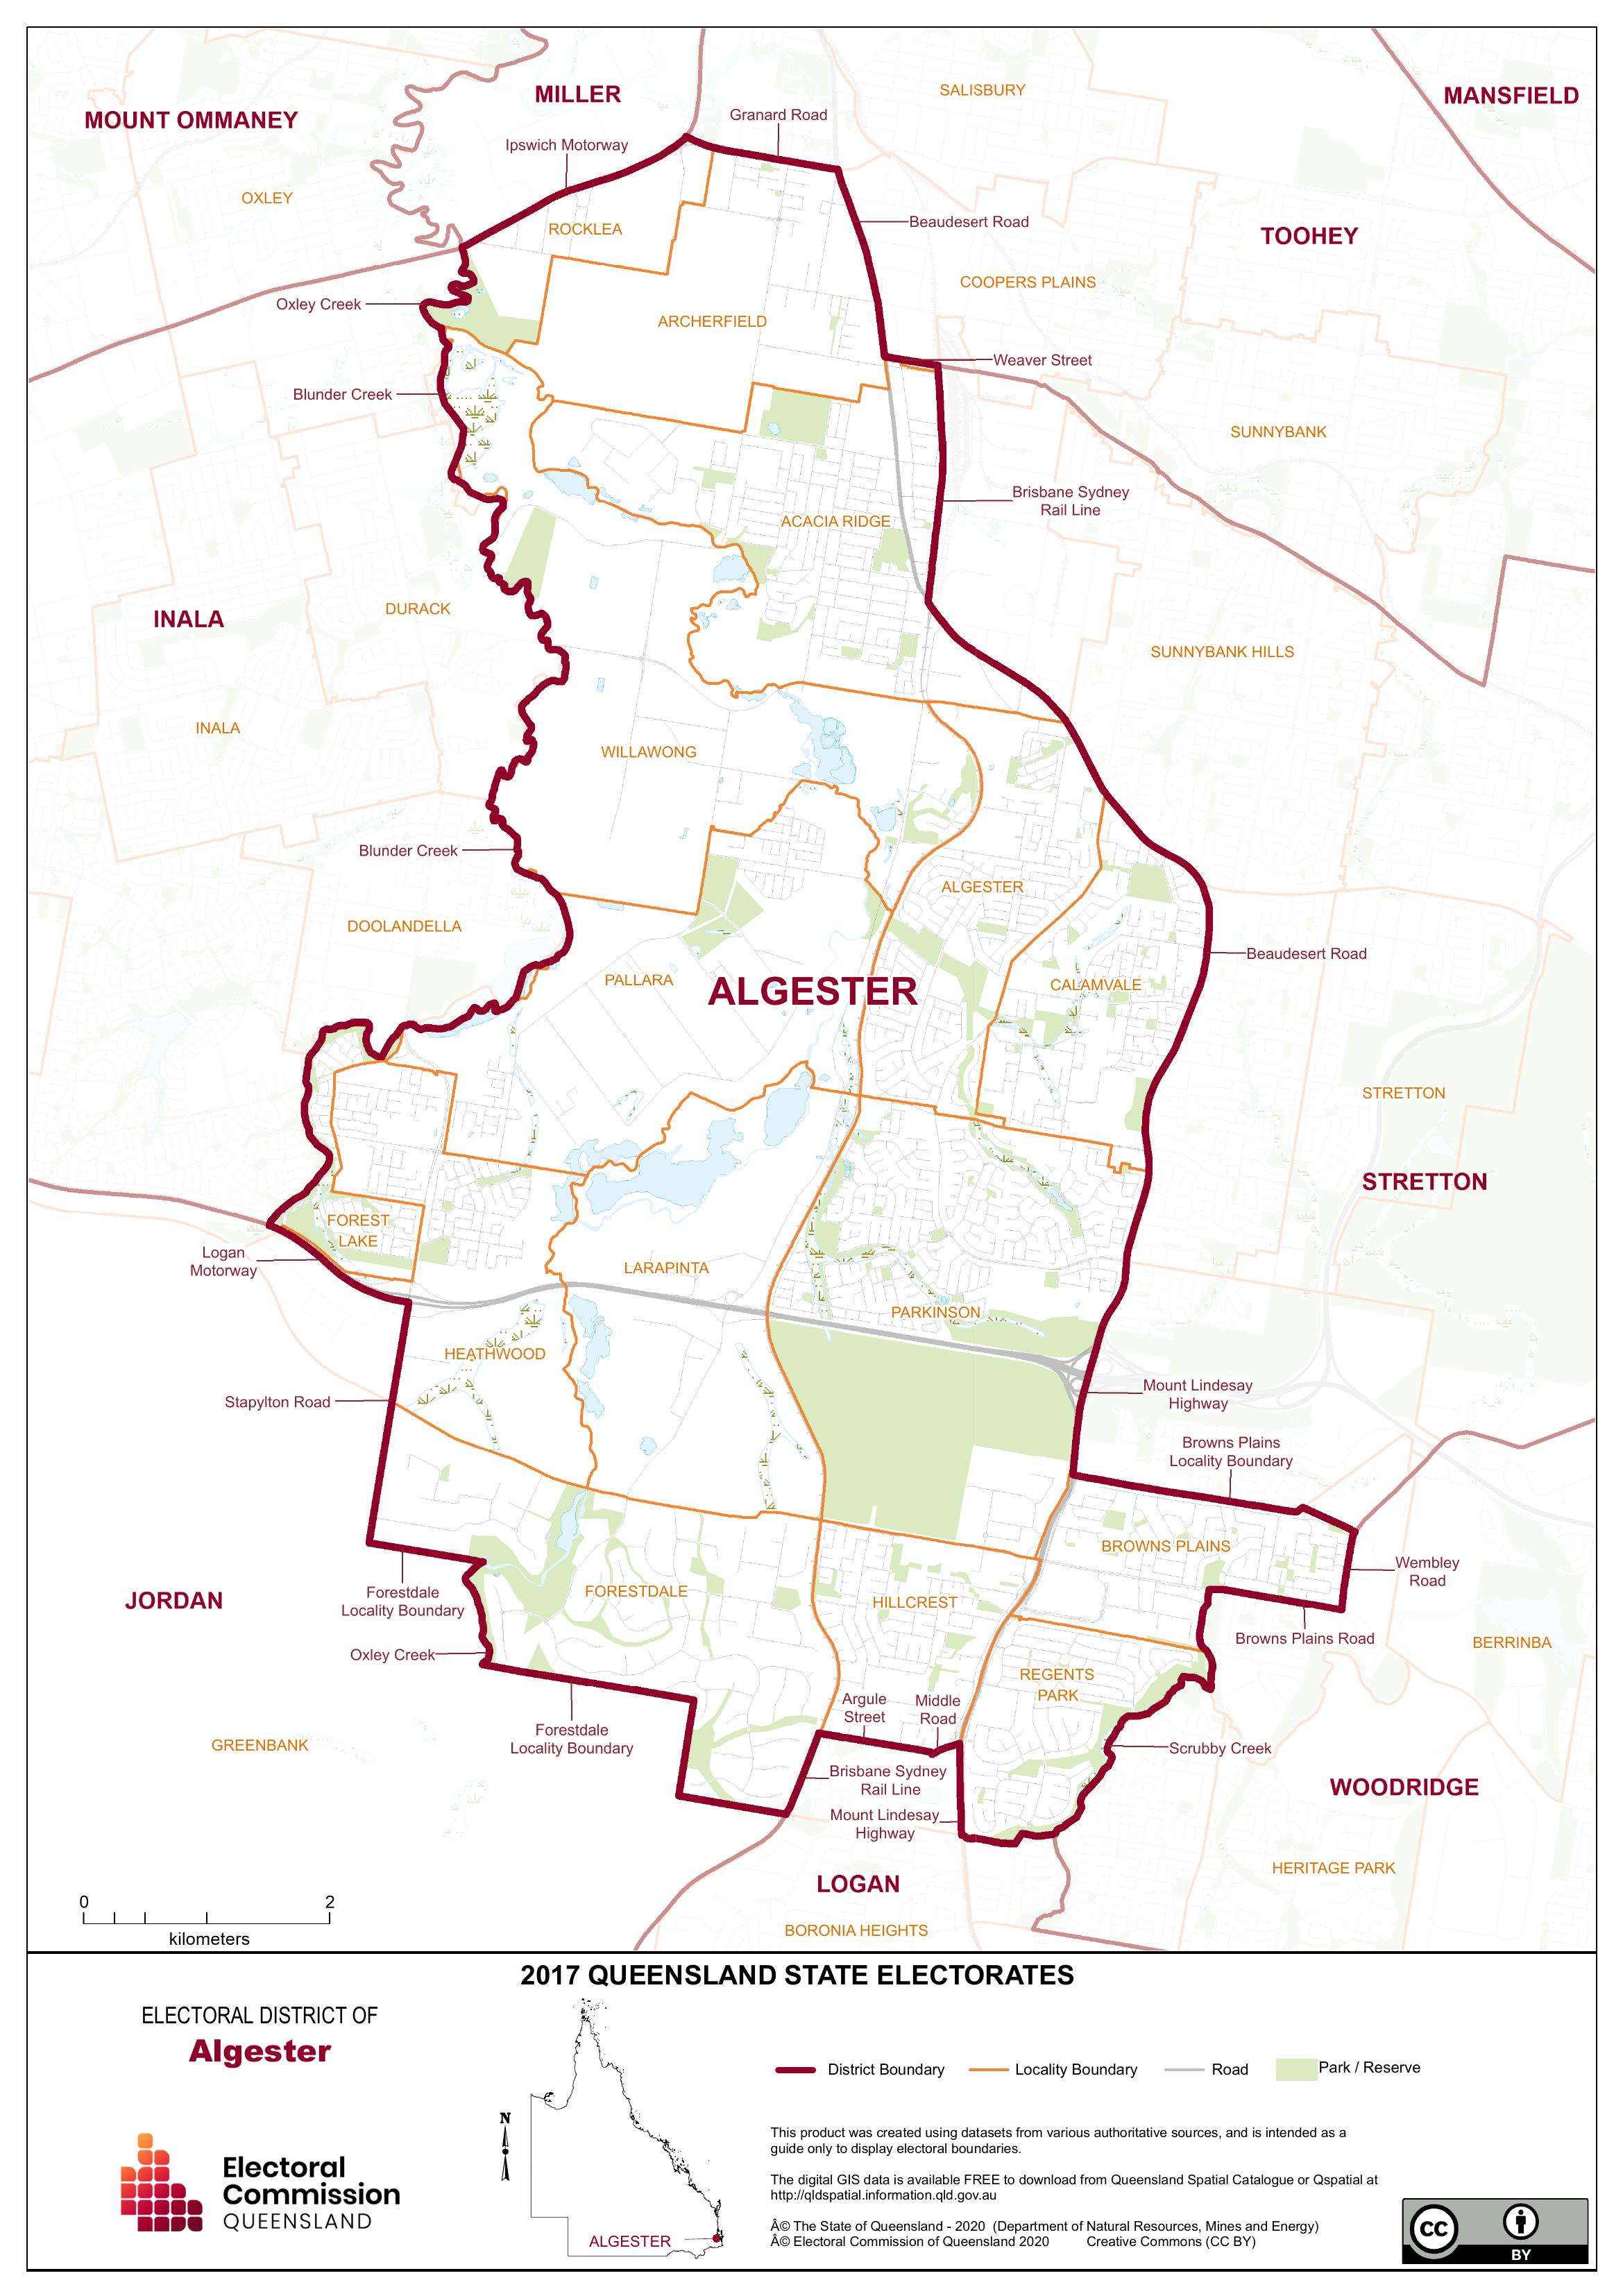 MILLER
SALISBURY
MANSFIELD
MOUNT OMMANEY
Granard Road
Ipswich Motorway
OXLEY
ROCKLEA
Beaudesert Road
TOOHEY
COOPERS PLAINS
Oxley Creek
ARCHERFIELD
Weaver Street
Blunder Creek
SUNNYBANK
Brisbane Sydney
Rail Line
ACACIA RIDGE
DURACK
INALA
SUNNYBANK HILLS
INALA
WILLAWONG
Blunder Creek
ALGESTER
DOOLANDELLA
Beaudesert Road
PALLARA
ALGESTER
CALAMVALE
STRETTON
STRETTON
FOREST
LAKE
Logan
Motorway
LARAPINTA
PARKINSON
HEATHWOOD
Stapylton Road
Mount Lindesay
Highway
Browns Plains
Locality Boundary
BROWNS PLAINS
Wembley
Road
JORDAN
Forestdale
Locality Boundary
FORESTDALE
HILLCREST
Browns Plains Road
BERRINBA
Oxley Creek
REGENTS
PARK
Argule
Street
Middle
Road
Forestdale
Locality Boundary
GREENBANK
Scrubby Creek
Brisbane Sydney
Rail Line
WOODRIDGE
Mount Lindesay
Highway
HERITAGE PARK
LOGAN
BORONIA HEIGHTS
0 2
kilometers
2017 QUEENSLAND STATE ELECTORATES
ELECTORAL DISTRICT OF
Algester
District Boundary
Locality Boundary
Road
Park / Reserve
N
Electoral
Commission
QUEENSLAND
ALGESTER
This product was created using datasets from various authoritative sources, and is intended as a
guide only to display electoral boundaries.
The digital GIS data is available FREE to download from Queensland Spatial Catalogue or Qspatial at
http://qldspatial.information.qld.gov.au
Â© The State of Queensland - 2020 (Department of Natural Resources, Mines and Energy)
Â© Electoral Commission of Queensland 2020 Creative Commons (CC BY)
CC
BY